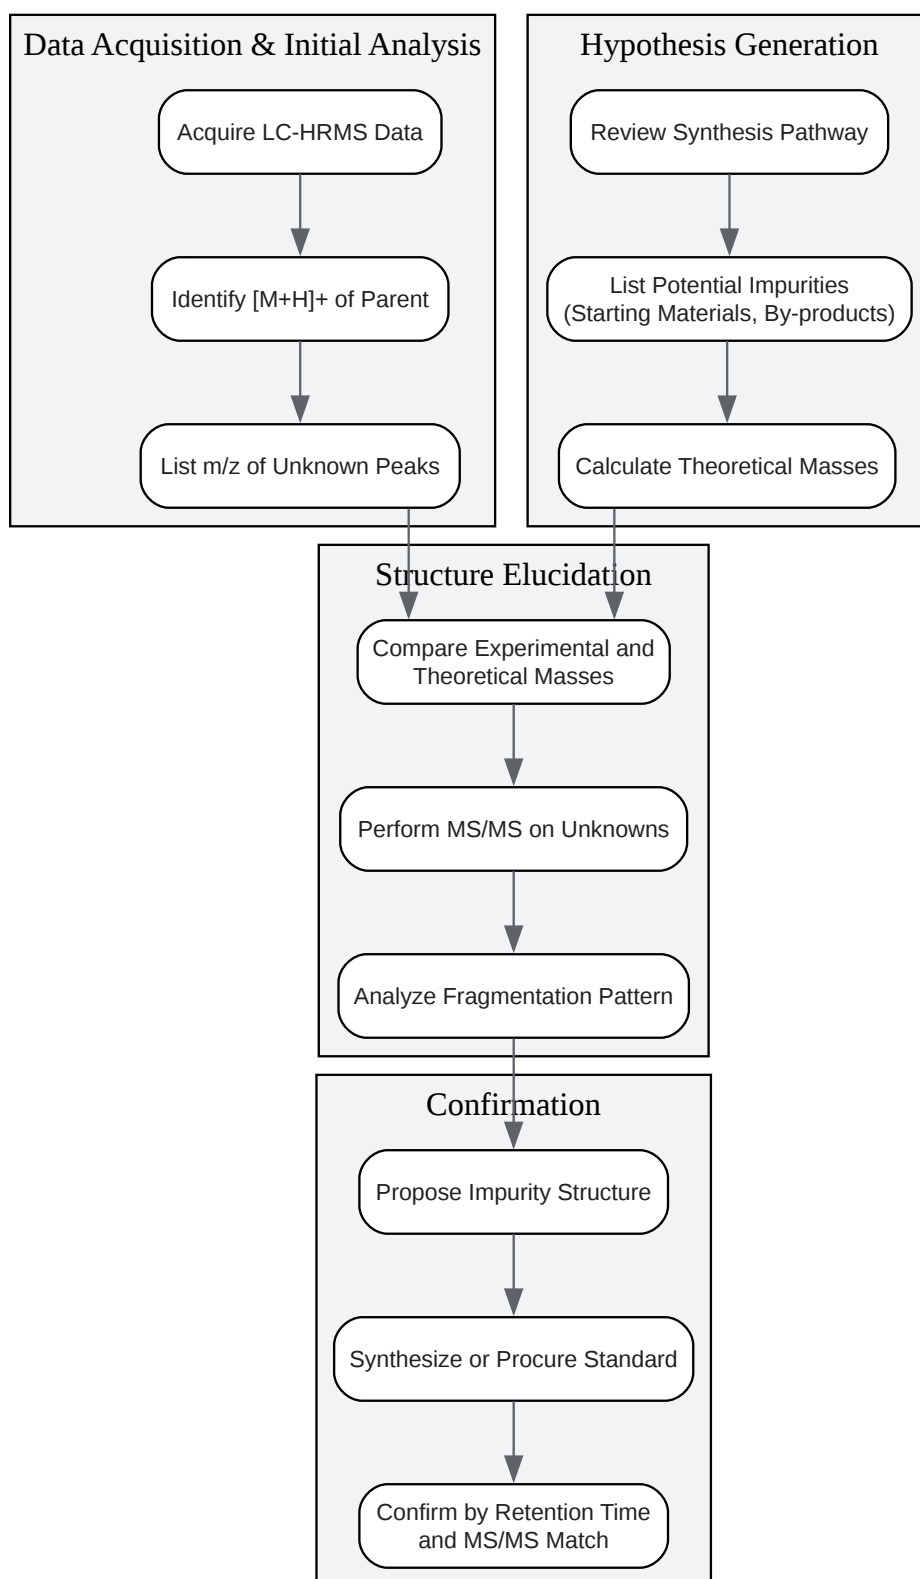 Data Acquisition & Initial Analysis
Acquire LC-HRMS Data
Identify [M+H]+ of Parent
List m/z of Unknown Peaks
Hypothesis Generation
Review Synthesis Pathway
List Potential Impurities
(Starting Materials, By-products)
Calculate Theoretical Masses
Structure Elucidation
Compare Experimental and
Theoretical Masses
Perform MS/MS on Unknowns
Analyze Fragmentation Pattern
Confirmation
Propose Impurity Structure
Synthesize or Procure Standard
Confirm by Retention Time
and MS/MS Match